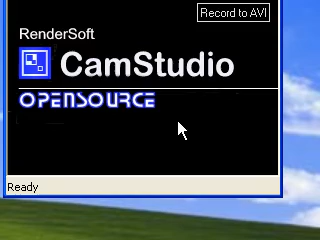 Record to AVI
RenderSoft
CamStudio
OPENSOURCE
Ready